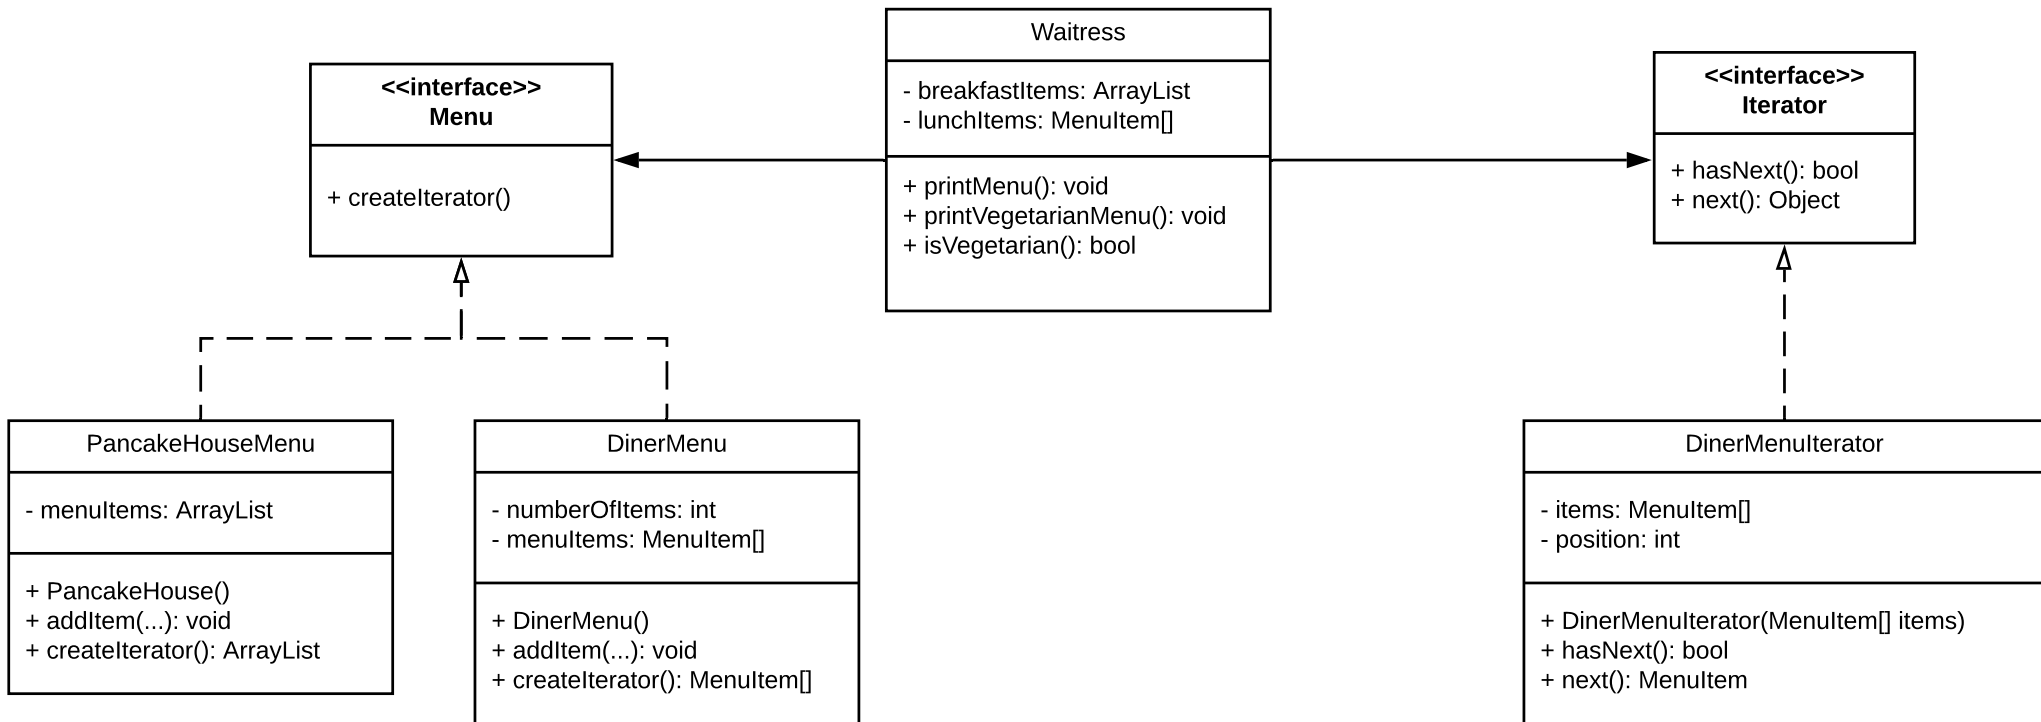 <<interface>>
Menu
+ createIterator()
Waitress
- breakfastItems: ArrayList
- lunchItems: MenuItem[]
+ printMenu(): void
+ printVegetarianMenu(): void
+ isVegetarian(): bool
<<interface>>
Iterator
+ hasNext(): bool
+ next(): Object
PancakeHouseMenu
- menuItems: ArrayList
+ PancakeHouse()
+ addItem(...): void
+ createIterator(): ArrayList
DinerMenu
- numberOfItems: int
- menuItems: MenuItem[]
+ DinerMenu()
+ addItem(...): void
+ createIterator(): MenuItem[]
DinerMenuIterator
- items: MenuItem[]
- position: int
+ DinerMenuIterator(MenuItem[] items)
+ hasNext(): bool
+ next(): MenuItem